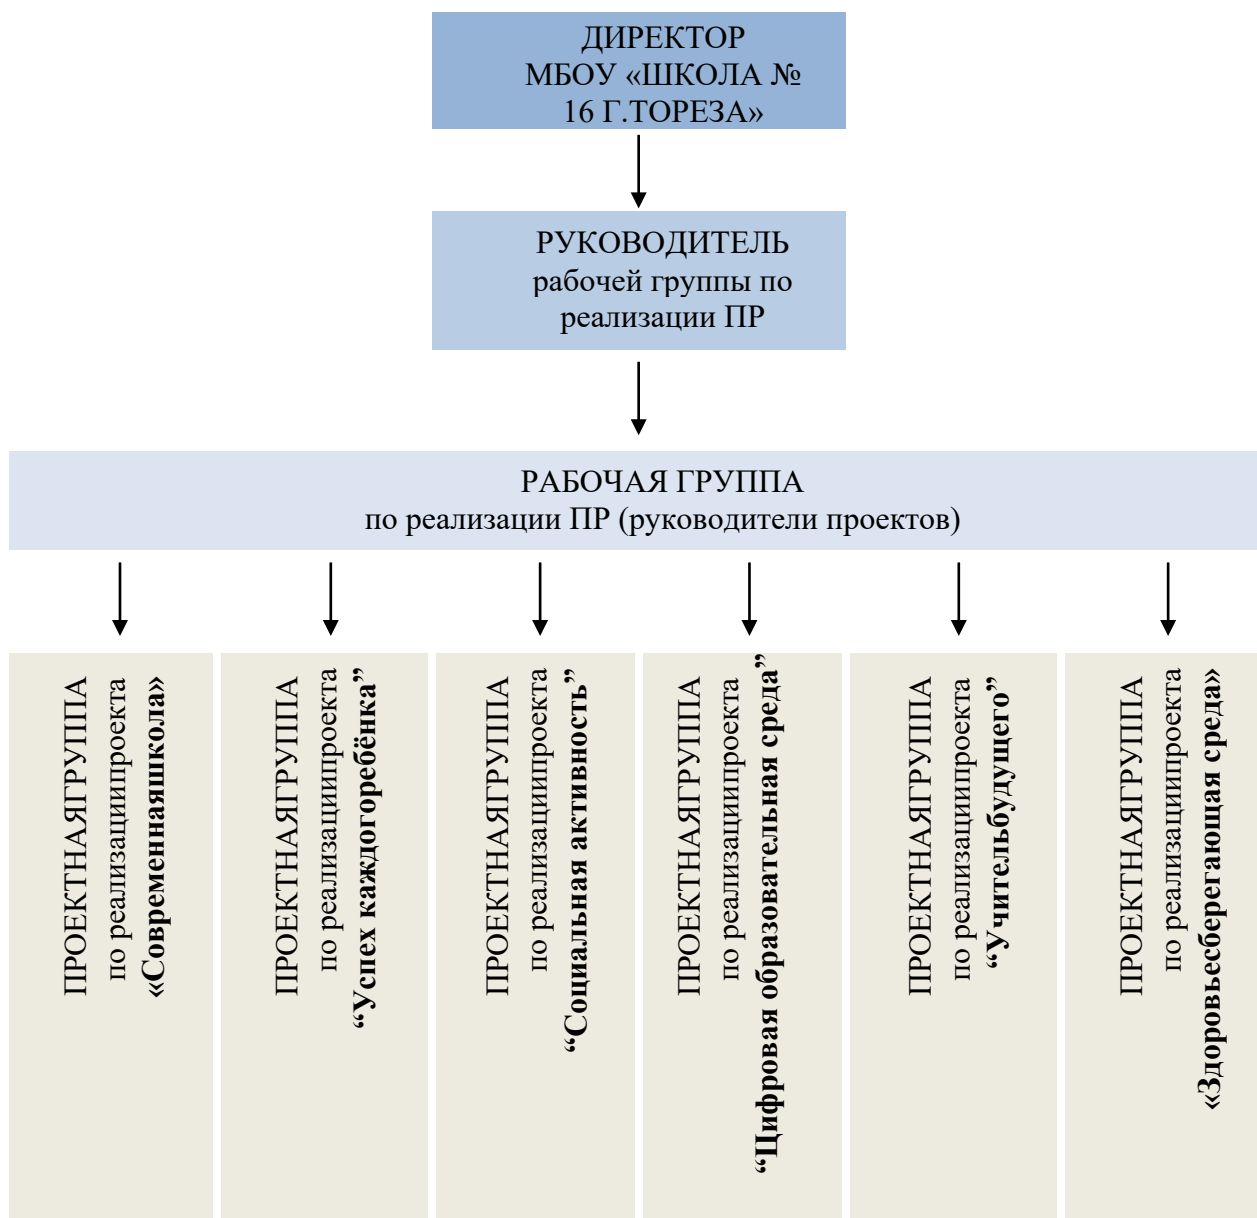 ДИРЕКТОР
МБОУ «ШКОЛА №
16 Г.ТОРЕЗА»
РУКОВОДИТЕЛЬ
рабочей группы по
реализации ПР
РАБОЧАЯ ГРУППА
по реализации ПР (руководители проектов)
ПРОЕКТНАЯГРУППА
по реализациипроекта
«Современнаяшкола»
ПРОЕКТНАЯГРУППА
по реализациипроекта
“Успех каждогоребёнка”
ПРОЕКТНАЯГРУППА
по реализациипроекта
“Социальная активность”
ПРОЕКТНАЯГРУППА
по реализациипроекта
“Цифровая образовательная среда”
ПРОЕКТНАЯГРУППА
по реализациипроекта
“Учительбудущего”
ПРОЕКТНАЯГРУППА
по реализациипроекта
«Здоровьесберегающая среда»